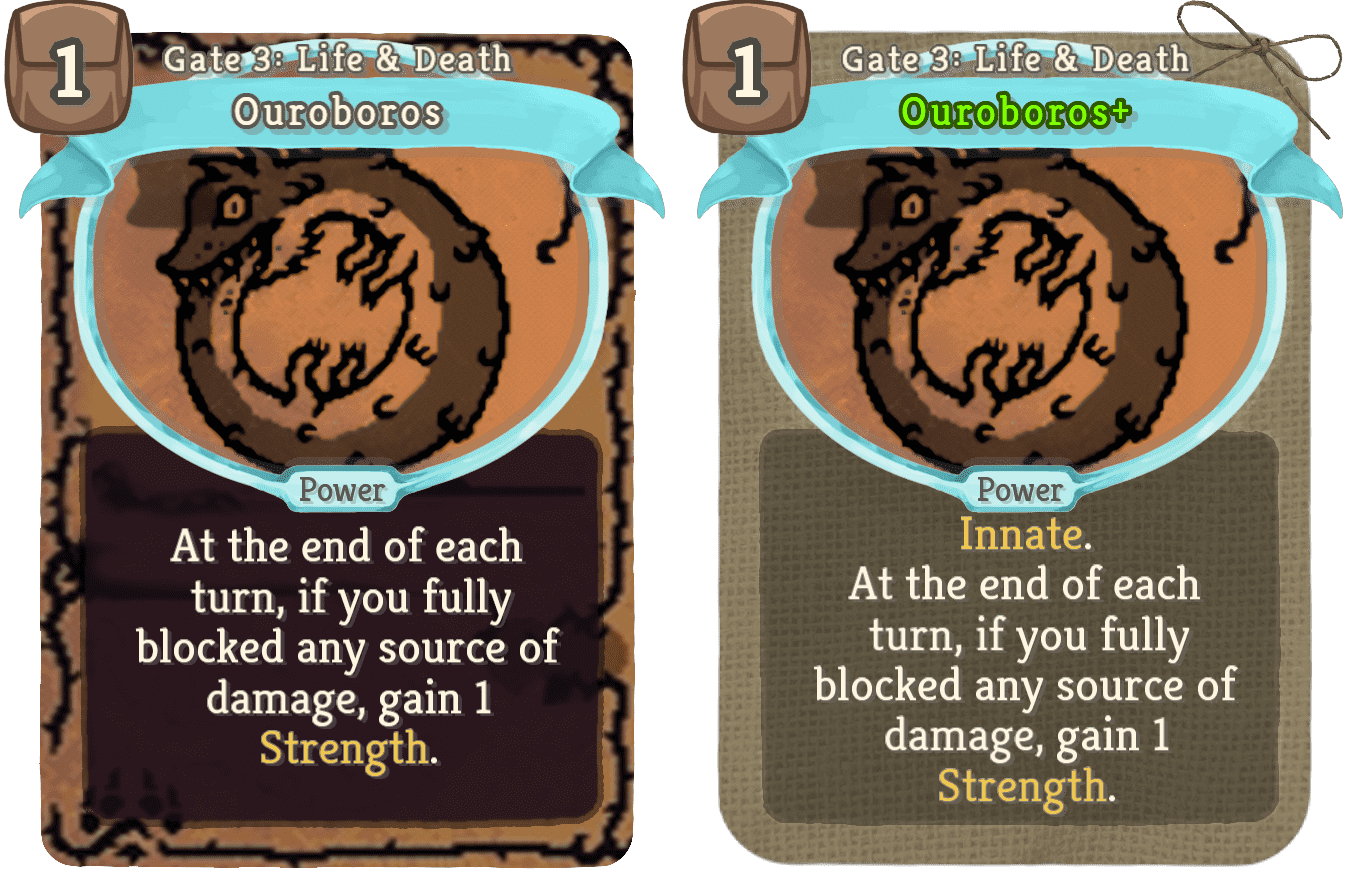 1
Gate 3: Life & Death
Ouroboros
Power
At the end of each
turn, if you fully
blocked any source of
damage, gain 1
Strength.
1
Gate 3: Life & Death
Ouroboros+
Power
Innate.
At the end of each
turn, if you fully
blocked any source of
damage, gain 1
Strength.